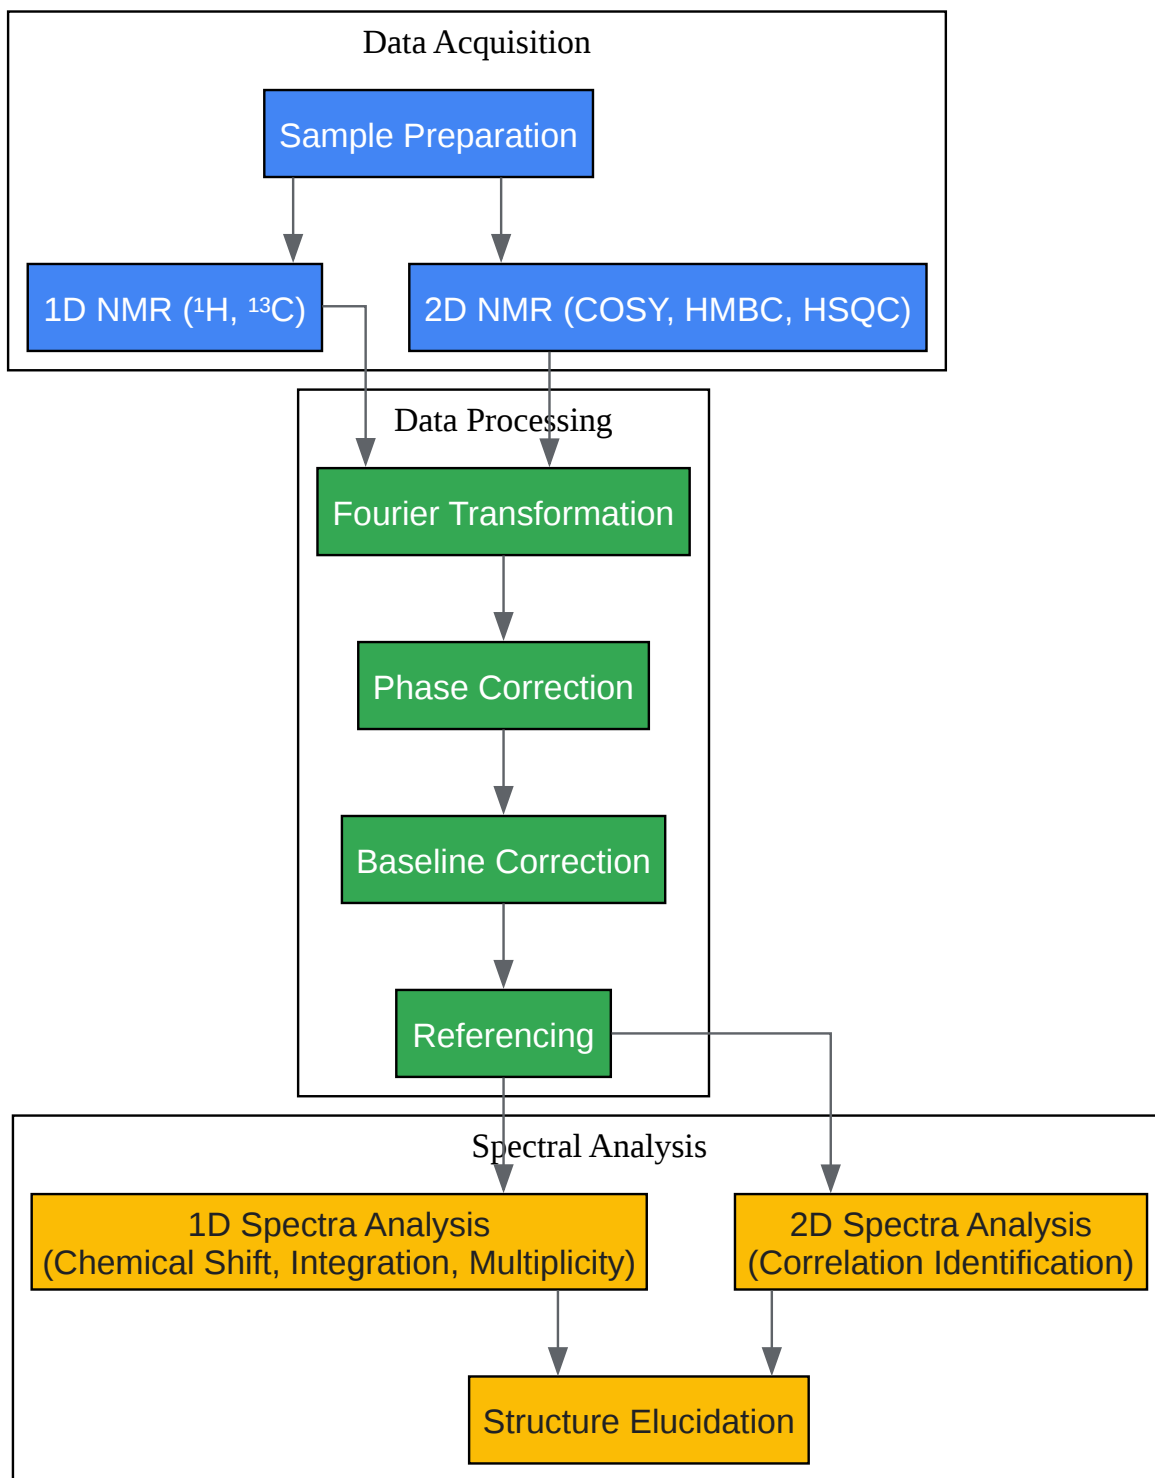 Data Acquisition
Sample Preparation
1D NMR (¹H, ¹³C)
2D NMR (COSY, HMBC, HSQC)
Data Processing
Fourier Transformation
Phase Correction
Baseline Correction
Referencing
Spectral Analysis
1D Spectra Analysis
(Chemical Shift, Integration, Multiplicity)
2D Spectra Analysis
(Correlation Identification)
Structure Elucidation